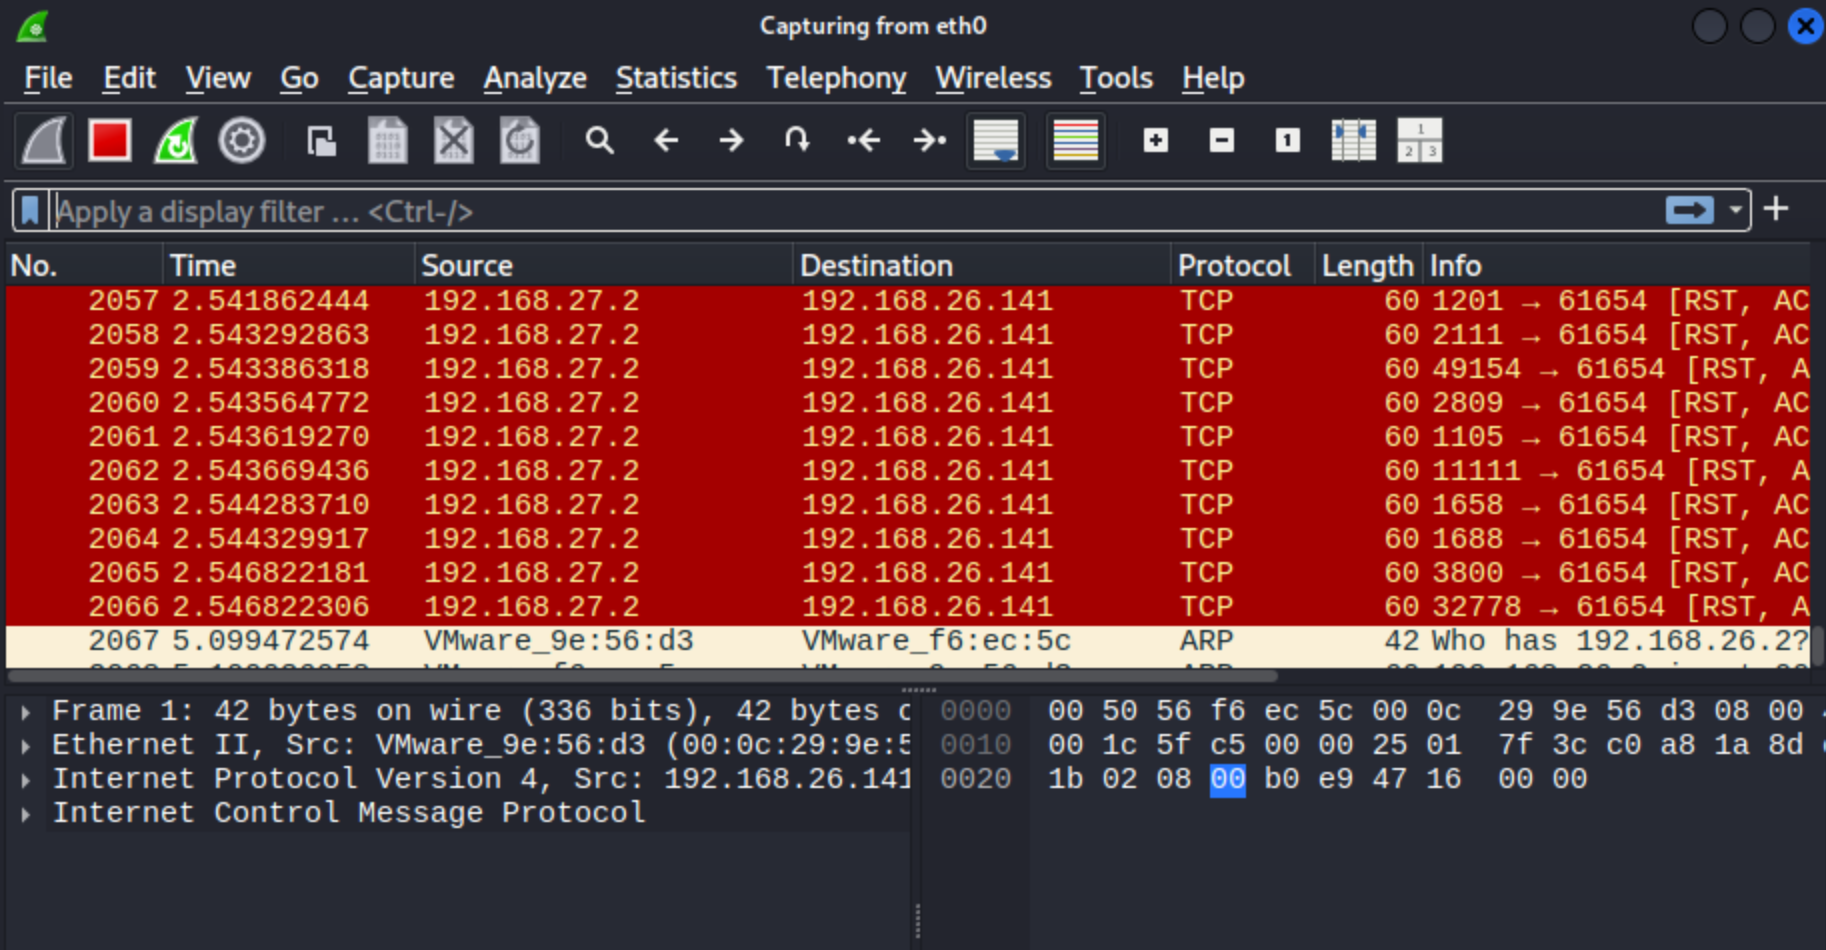 Capturing from eth0
File Edit View Go Capture Analyze Statistics Telephony Wireless Tools Help
Apply a display filter ... <Ctrl-/>
No. Time Source Destination Protocol Length Info
2057 2.541862444 192.168.27.2 192.168.26.141 TCP 60 1201 → 61654 [RST, AC
2058 2.543292863 192.168.27.2 192.168.26.141 TCP 60 2111 → 61654 [RST, AC
2059 2.543386318 192.168.27.2 192.168.26.141 TCP 60 49154 → 61654 [RST, A
2060 2.543564772 192.168.27.2 192.168.26.141 TCP 60 2809 → 61654 [RST, AC
2061 2.543619270 192.168.27.2 192.168.26.141 TCP 60 1105 → 61654 [RST, AC
2062 2.543669436 192.168.27.2 192.168.26.141 TCP 60 11111 → 61654 [RST, A
2063 2.544283710 192.168.27.2 192.168.26.141 TCP 60 1658 → 61654 [RST, AC
2064 2.544329917 192.168.27.2 192.168.26.141 TCP 60 1688 → 61654 [RST, AC
2065 2.546822181 192.168.27.2 192.168.26.141 TCP 60 3800 → 61654 [RST, AC
2066 2.546822306 192.168.27.2 192.168.26.141 TCP 60 32778 → 61654 [RST, A
2067 5.099472574 VMware_9e:56:d3 VMware_f6:ec:5c ARP 42 Who has 192.168.26.2?
Frame 1: 42 bytes on wire (336 bits), 42 bytes c
Ethernet II, Src: VMware_9e:56:d3 (00:0c:29:9e:5
Internet Protocol Version 4, Src: 192.168.26.141
Internet Control Message Protocol
0000 00 50 56 f6 ec 5c 00 0c 29 9e 56 d3 08 00
0010 00 1c 5f c5 00 00 25 01 7f 3c c0 a8 1a 8d
0020 1b 02 08 00 b0 e9 47 16 00 00